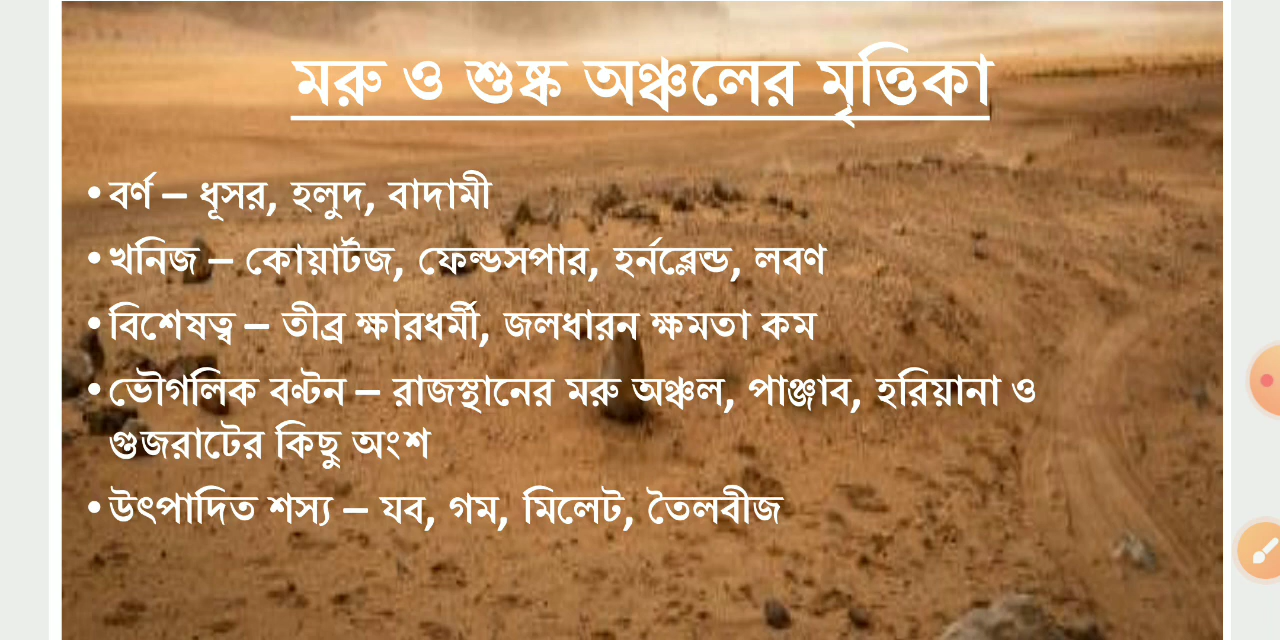 মরু ও শুষ্ক অঞ্চলের মৃত্তিকা
• বর্ণ – ধূসর, হলুদ, বাদামী
• খনিজ – কোয়ার্টজ, ফেল্ডসপার, হর্নব্লেন্ড, লবণ
• বিশেষত্ব – তীব্র ক্ষারধর্মী, জলধারন ক্ষমতা কম
• ভৌগলিক বণ্টন – রাজস্থানের মরু অঞ্চল, পাঞ্জাব, হরিয়ানা ও
গুজরাটের কিছু অংশ
• উৎপাদিত শস্য – যব, গম, মিলেট, তৈলবীজ